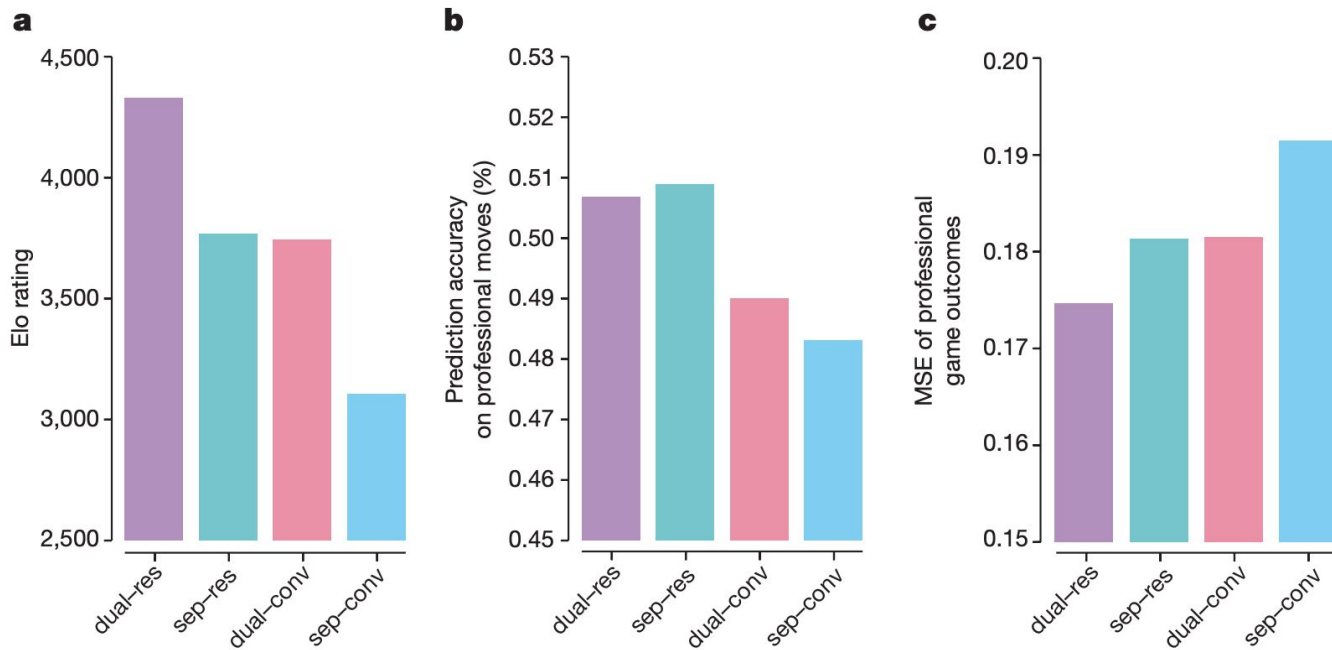 a
4,500
4,000
3,500
3,000
2,500
Elo rating
dual–res
sep–res
dual–conv
sep–conv
b
0.53
0.52
0.51
0.50
0.49
0.48
0.47
0.46
0.45
Prediction accuracy
on professional moves (%)
dual–res
sep–res
dual–conv
sep–conv
c
0.20
0.19
0.18
0.17
0.16
0.15
MSE of professional
game outcomes
dual–res
sep–res
dual–conv
sep–conv